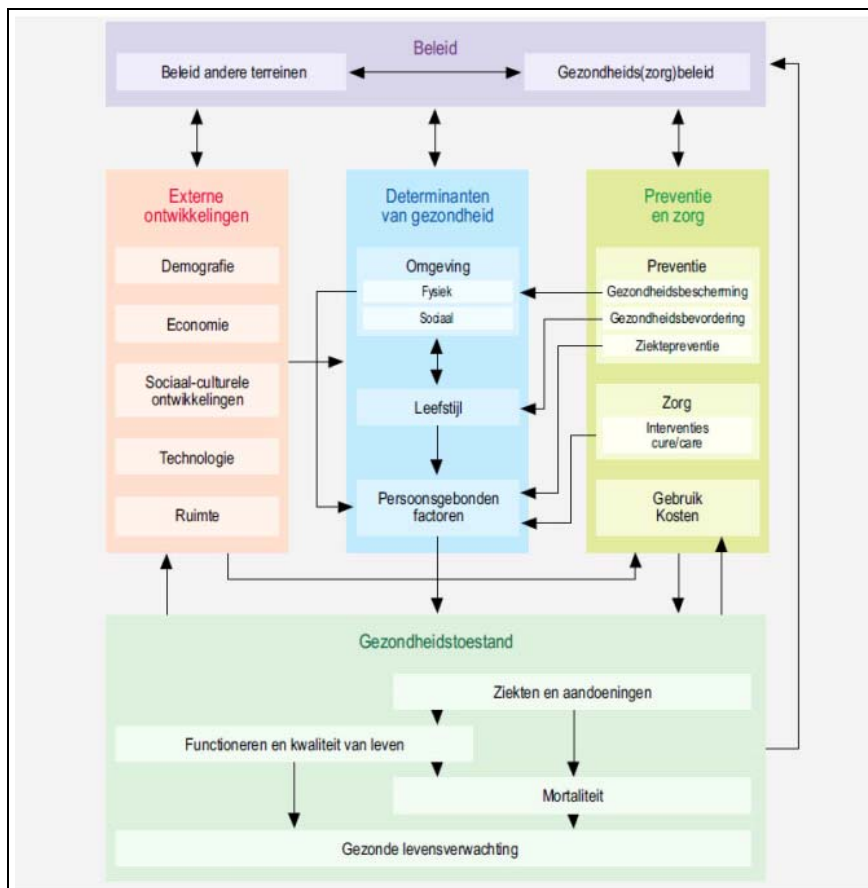 Beleid
Beleid andere terreinen
Gezondheids(zorg)beleid
Externe
ontwikkelingen
Demografie
Economie
Sociaal-culturele
ontwikkelingen
Technologie
Ruimte
Determinanten
van gezondheid
Omgeving
Fysiek
Sociaal
Leefstijl
Persoonsgebonden
factoren
Preventie
en zorg
Preventie
Gezondheidsbescherming
Gezondheidsbevordering
Ziektepreventie
Zorg
Interventies
cure/care
Gebruik
Kosten
Gezondheidstoestand
Ziekten en aandoeningen
Functioneren en kwaliteit van leven
Mortaliteit
Gezonde levensverwachting